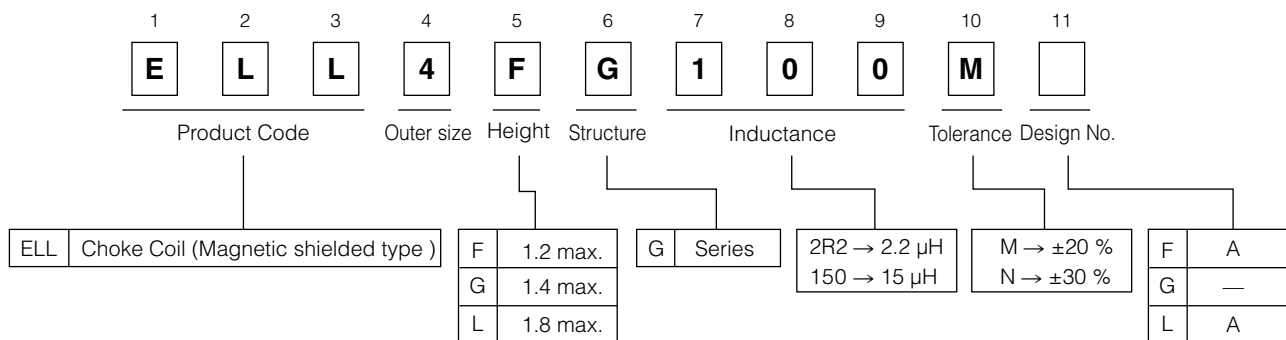 1 2 3 4 5 6 7 8 9 10 11
E L L 4 F G 1 0 0 M
Product Code Outer size Height Structure Inductance Tolerance Design No.
ELL Choke Coil (Magnetic shielded type )
F 1.2 max.
G 1.4 max.
L 1.8 max.
G Series
2R2 → 2.2 µH
150 → 15 µH
M → ±20 %
N → ±30 %
F A
G —
L A